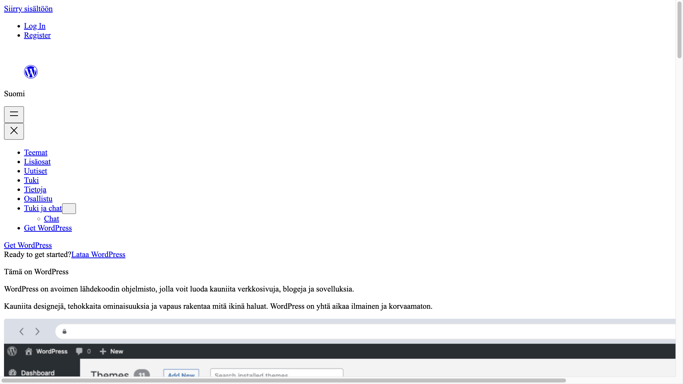 Siirry sisältöön
Log In
Register
Suomi
Teemat
Lisäosat
Uutiset
Tuki
Tietoja
Osallistu
Tuki ja chat
Chat
Get WordPress
Get WordPress
Ready to get started?Lataa WordPress
Tämä on WordPress
WordPress on avoimen lähdekoodin ohjelmisto, jolla voit luoda kauniita verkkosivuja, blogeja ja sovelluksia.
Kauniita designejä, tehokkaita ominaisuuksia ja vapaus rakentaa mitä ikinä haluat. WordPress on yhtä aikaa ilmainen ja korvaamaton.
WordPress 0 New
Dashboard Themes 11 Add New Search installed themes...